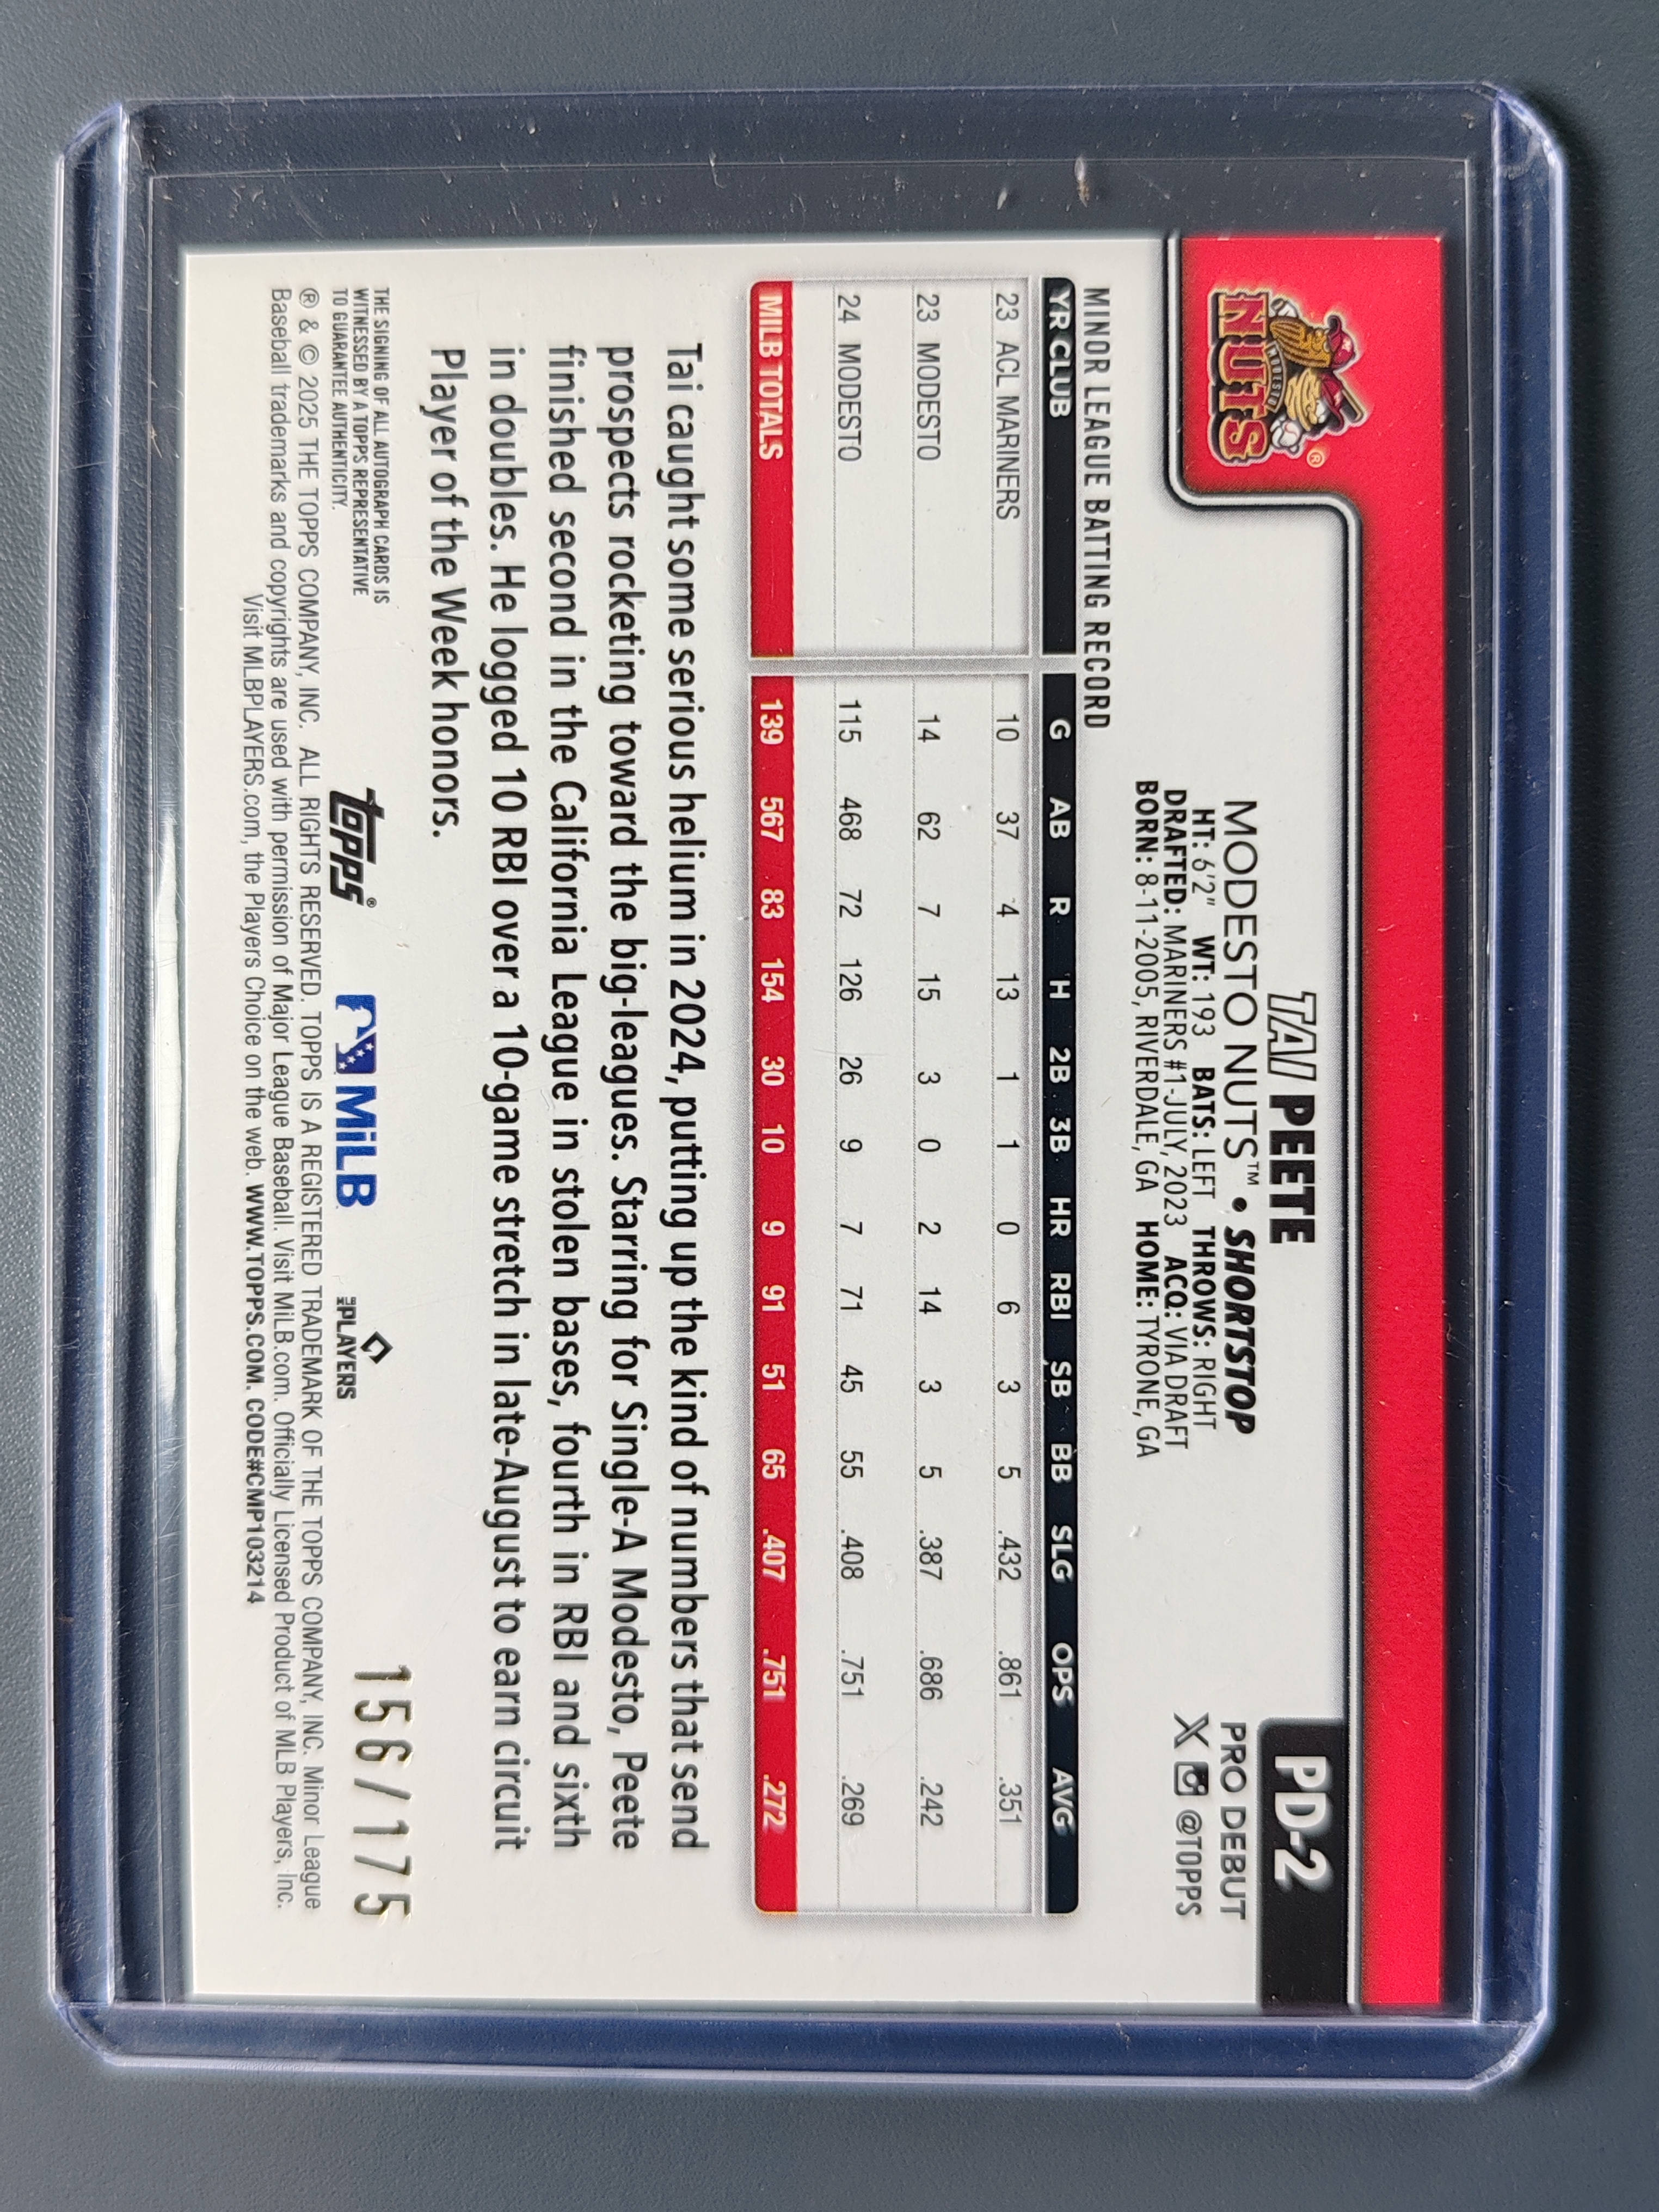 MODESTO
NUTS®
TAI PEETE
MODESTO NUTS™ • SHORTSTOP
HT: 6'2" WT: 193 BATS: LEFT THROWS: RIGHT
DRAFTED: MARINERS #1-JULY, 2023 ACQ: VIA DRAFT
BORN: 8-11-2005, RIVERDALE, GA HOME: TYRONE, GA
PD-2
PRO DEBUT
X @TOPPS
MINOR LEAGUE BATTING RECORD
YR CLUB G AB R H 2B 3B HR RBI SB BB SLG OPS AVG
23 ACL MARINERS 10 37 4 13 1 1 0 6 3 5 .432 .861 .351
23 MODESTO 14 62 7 15 3 0 2 14 3 5 .387 .686 .242
24 MODESTO 115 468 72 126 26 9 7 71 45 55 .408 .751 .269
MILB TOTALS 139 567 83 154 30 10 9 91 51 65 .407 .751 .272
Tai caught some serious helium in 2024, putting up the kind of numbers that send
prospects rocketing toward the big-leagues. Starring for Single-A Modesto, Peete
finished second in the California League in stolen bases, fourth in RBI and sixth
in doubles. He logged 10 RBI over a 10-game stretch in late-August to earn circuit
Player of the Week honors.
THE SIGNING OF ALL AUTOGRAPH CARDS IS
WITNESSED BY A TOPPS REPRESENTATIVE
TO GUARANTEE AUTHENTICITY.
topps®
MiLB
MLB PLAYERS
156/175
® & © 2025 THE TOPPS COMPANY, INC. ALL RIGHTS RESERVED. TOPPS IS A REGISTERED TRADEMARK OF THE TOPPS COMPANY, INC. Minor League
Baseball trademarks and copyrights are used with permission of Major League Baseball. Visit MiLB.com. Officially Licensed Product of MLB Players, Inc.
Visit MLBPLAYERS.com, the Players Choice on the web. WWW.TOPPS.COM. CODE#CMP103214